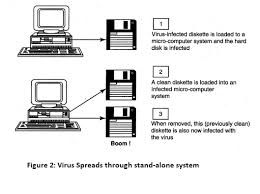 1
Virus-infected diskette is loaded to a
micro-computer system and the hard
disk is infected
2
A clean diskette is loaded into an
infected micro-computer
system
3
When removed, this (previously clean)
diskette is also now infected with
the virus
Boom !
Figure 2: Virus Spreads through stand-alone system